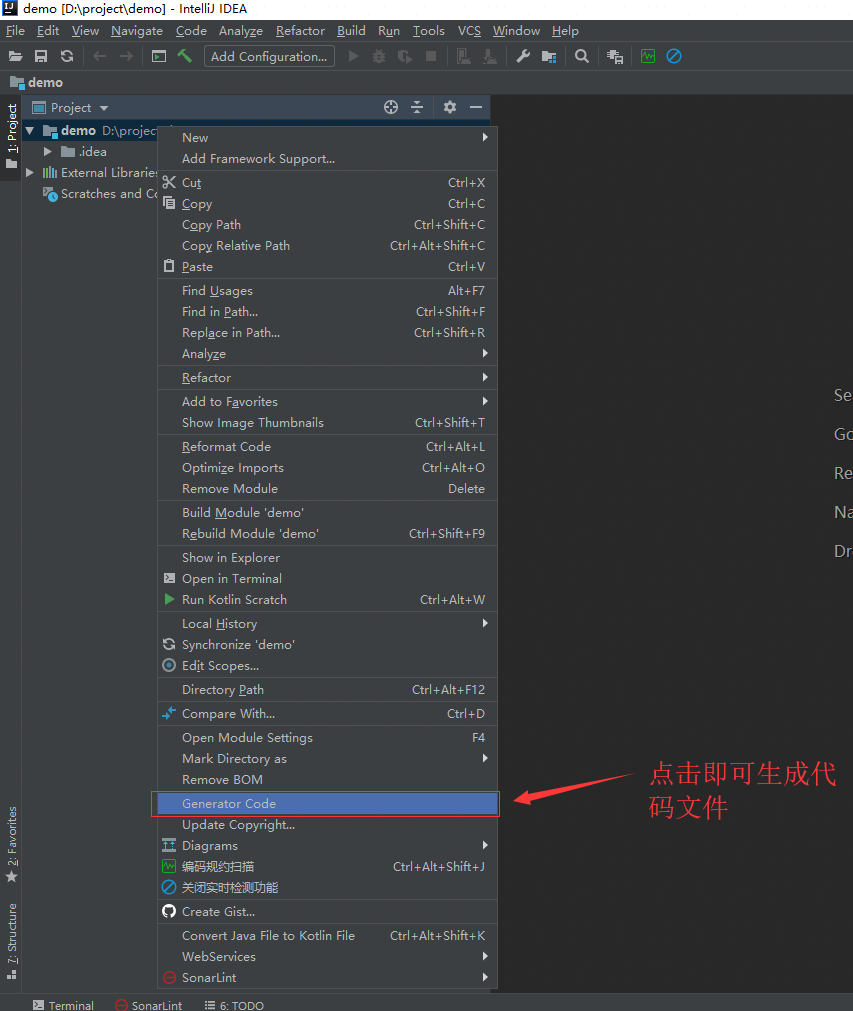 demo [D:\project\demo] - IntelliJ IDEA
File Edit View Navigate Code Analyze Refactor Build Run Tools VCS Window Help
Add Configuration...
demo
1: Project
Project
demo D:\project
.idea
External Libraries
Scratches and Co
New
Add Framework Support...
Cut Ctrl+X
Copy Ctrl+C
Copy Path Ctrl+Shift+C
Copy Relative Path Ctrl+Alt+Shift+C
Paste Ctrl+V
Find Usages Alt+F7
Find in Path... Ctrl+Shift+F
Replace in Path... Ctrl+Shift+R
Analyze
Refactor
Add to Favorites
Show Image Thumbnails Ctrl+Shift+T
Reformat Code Ctrl+Alt+L
Optimize Imports Ctrl+Alt+O
Remove Module Delete
Build Module 'demo'
Rebuild Module 'demo' Ctrl+Shift+F9
Show in Explorer
Open in Terminal
Run Kotlin Scratch Ctrl+Alt+W
Local History
Synchronize 'demo'
Edit Scopes...
Directory Path Ctrl+Alt+F12
Compare With... Ctrl+D
Open Module Settings F4
Mark Directory as
Remove BOM
Generator Code
Update Copyright...
Diagrams
编码规约扫描 Ctrl+Alt+Shift+J
关闭实时检测功能
Create Gist...
Convert Java File to Kotlin File Ctrl+Alt+Shift+K
WebServices
SonarLint
Se
Go
Re
Na
Dr
点击即可生成代
码文件
2: Favorites
7: Structure
Terminal SonarLint 6: TODO